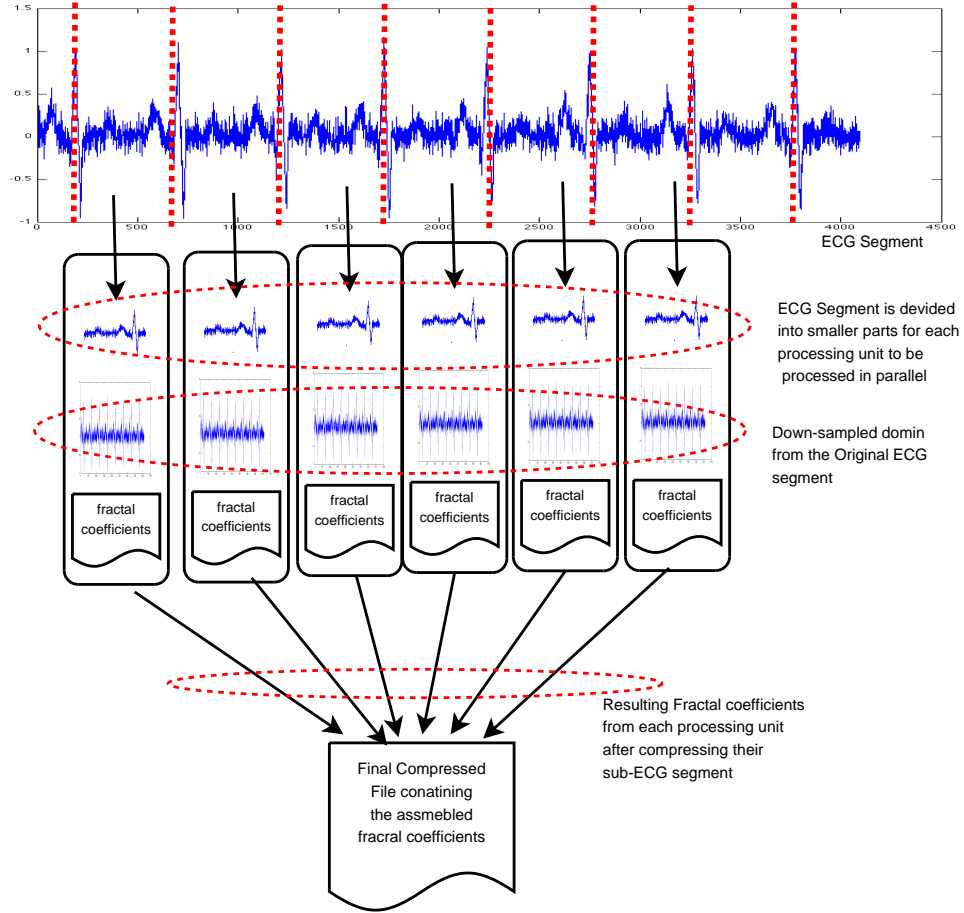 1.5
1
0.5
0
-0.5
-1
0
500
1000
1500
2000
2500
3000
3500
4000
4500
ECG Segment
ECG Segment is devided
into smaller parts for each
processing unit to be
processed in parallel
Down-sampled domin
from the Original ECG
segment
fractal
coefficients
fractal
coefficients
fractal
coefficients
fractal
coefficients
fractal
coefficients
fractal
coefficients
Resulting Fractal coefficients
from each processing unit
after compressing their
sub-ECG segment
Final Compressed
File conatining
the assmebled
fracral coefficients